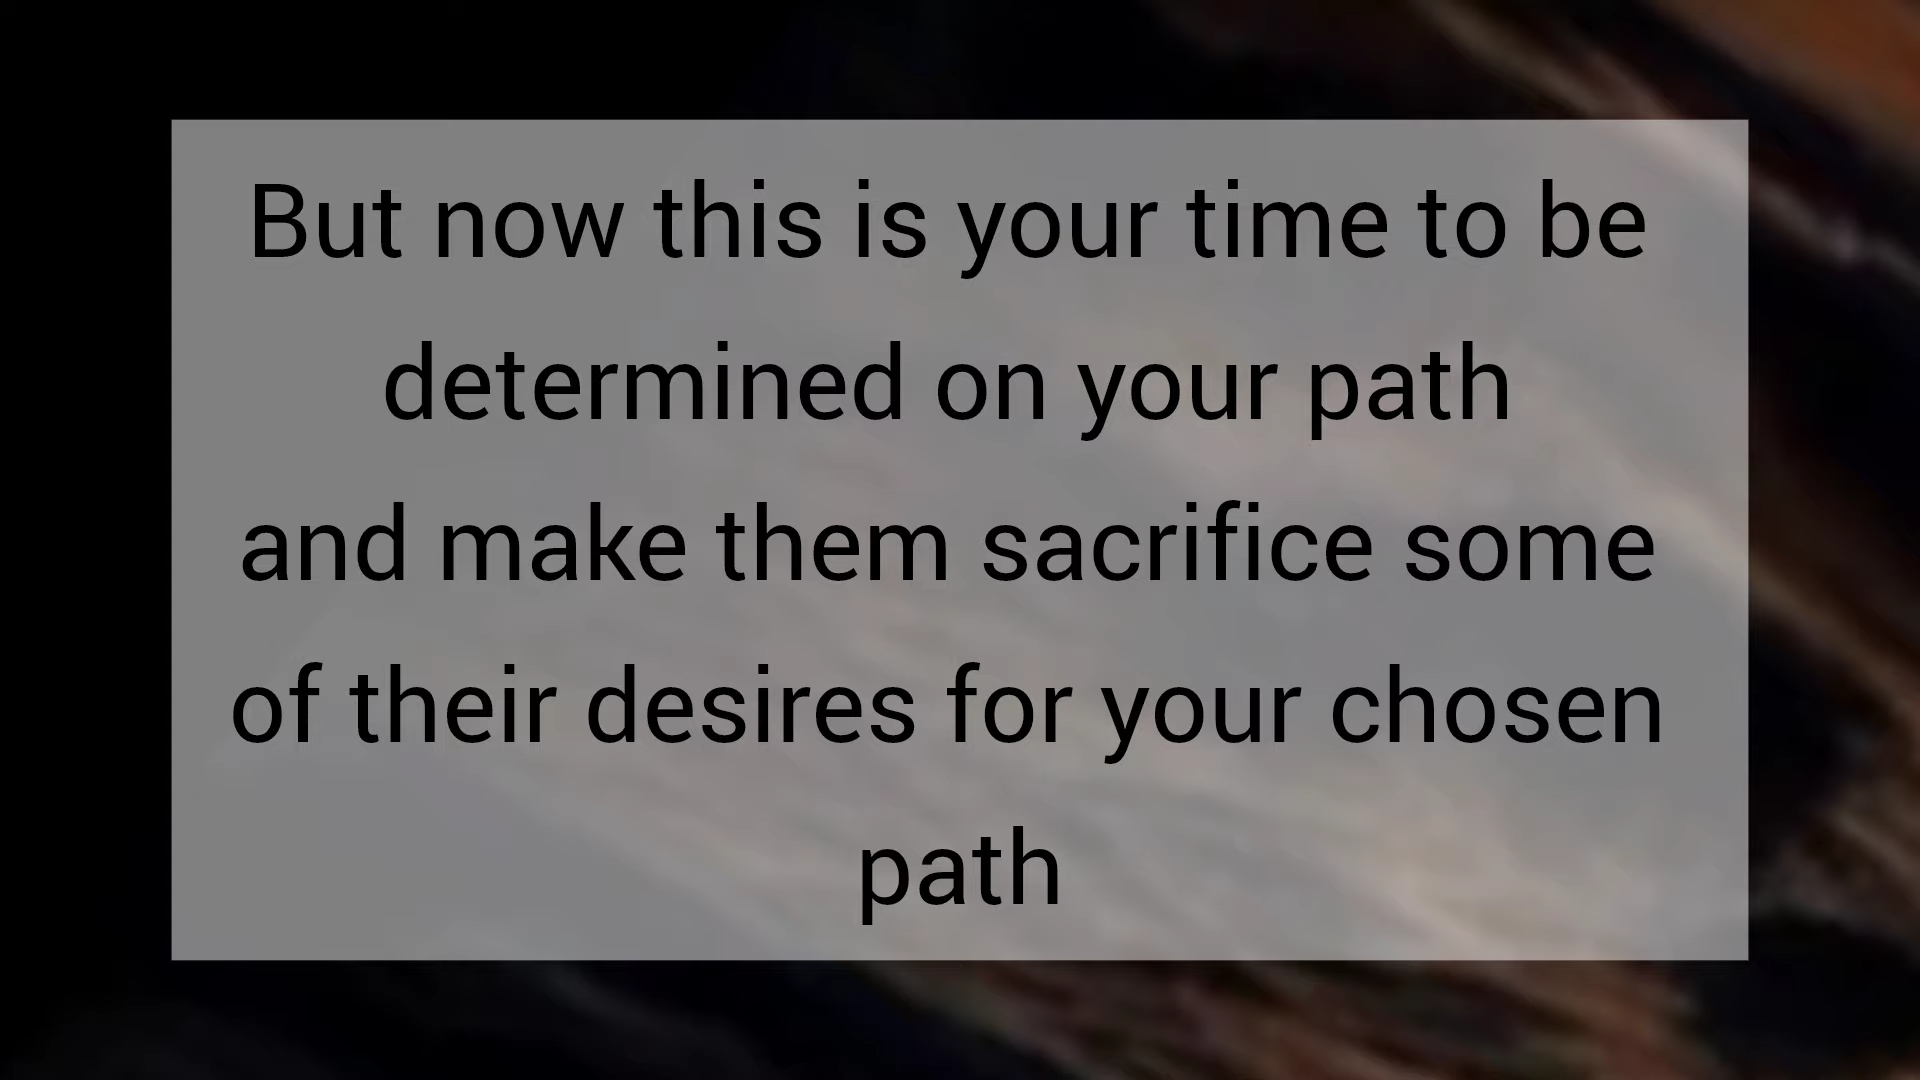 But now this is your time to be
determined on your path
and make them sacrifice some
of their desires for your chosen
path